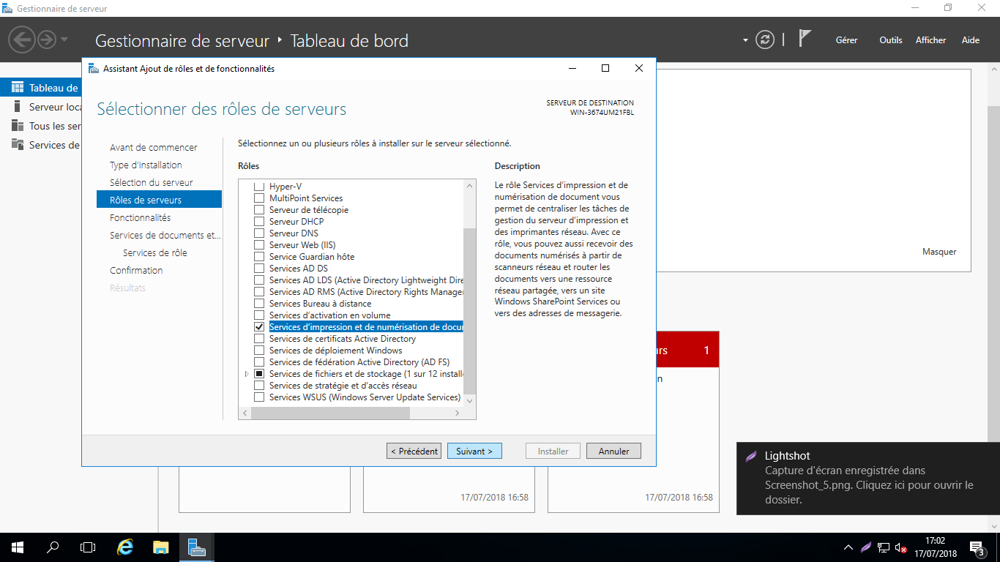 Gestionnaire de serveur
Gestionnaire de serveur ‣ Tableau de bord
Gérer Outils Afficher Aide
Tableau de
Serveur loca
Tous les ser
Services de
Assistant Ajout de rôles et de fonctionnalités
Sélectionner des rôles de serveurs
SERVEUR DE DESTINATION
WIN-3674UM21FBL
Avant de commencer
Type d'installation
Sélection du serveur
Rôles de serveurs
Fonctionnalités
Services de documents et...
Services de rôle
Confirmation
Résultats
Sélectionnez un ou plusieurs rôles à installer sur le serveur sélectionné.
Rôles
Hyper-V
MultiPoint Services
Serveur de télécopie
Serveur DHCP
Serveur DNS
Serveur Web (IIS)
Service Guardian hôte
Services AD DS
Services AD LDS (Active Directory Lightweight Dire
Services AD RMS (Active Directory Rights Manager
Services Bureau à distance
Services d'activation en volume
Services d'impression et de numérisation de docu
Services de certificats Active Directory
Services de déploiement Windows
Services de fédération Active Directory (AD FS)
Services de fichiers et de stockage (1 sur 12 install
Services de stratégie et d'accès réseau
Services WSUS (Windows Server Update Services)
Description
Le rôle Services d'impression et de
numérisation de document vous
permet de centraliser les tâches de
gestion du serveur d'impression et
des imprimantes réseau. Avec ce
rôle, vous pouvez aussi recevoir des
documents numérisés à partir de
scanneurs réseau et router les
documents vers une ressource
réseau partagée, vers un site
Windows SharePoint Services ou
vers des adresses de messagerie.
< Précédent Suivant > Installer Annuler
Masquer
rs 1
n
17/07/2018 16:58
17/07/2018 16:58
Lightshot
Capture d'écran enregistrée dans
Screenshot_5.png. Cliquez ici pour ouvrir le
dossier.
17:02
17/07/2018
3